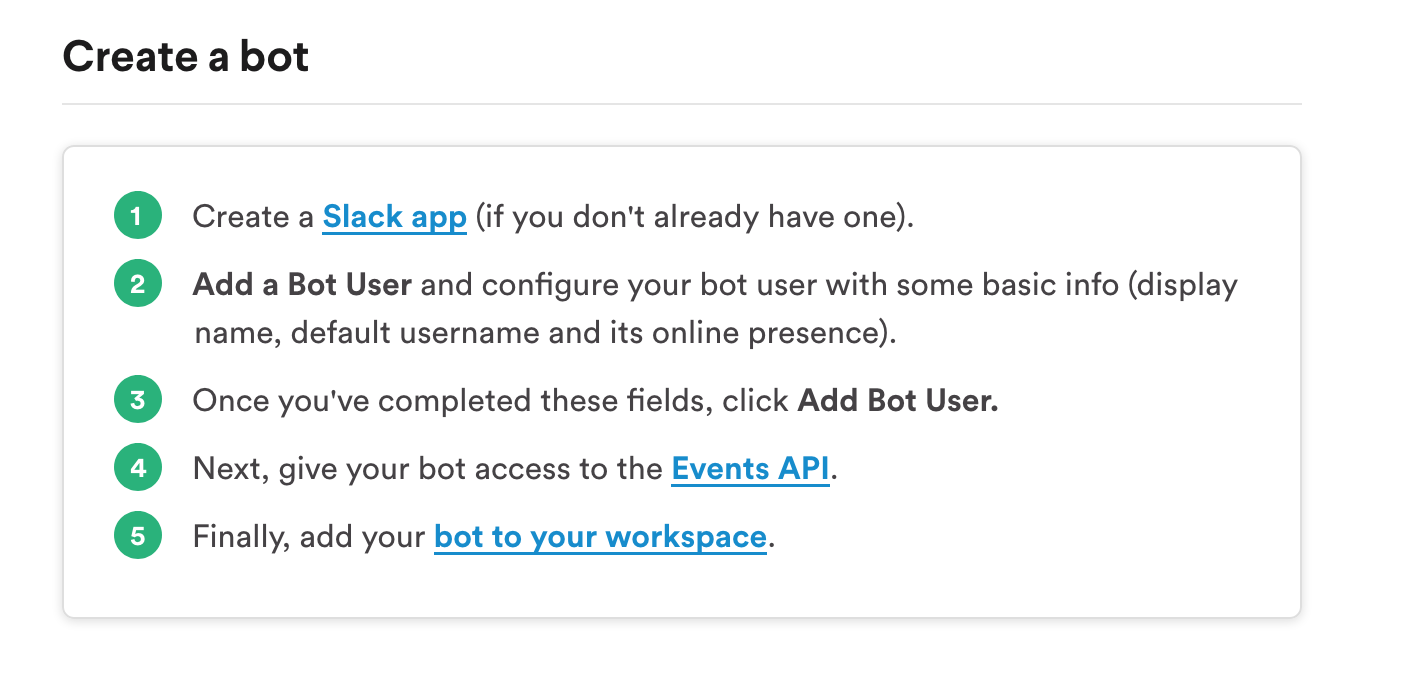 Create a bot
1 Create a Slack app (if you don't already have one).
2 Add a Bot User and configure your bot user with some basic info (display
name, default username and its online presence).
3 Once you've completed these fields, click Add Bot User.
4 Next, give your bot access to the Events API.
5 Finally, add your bot to your workspace.